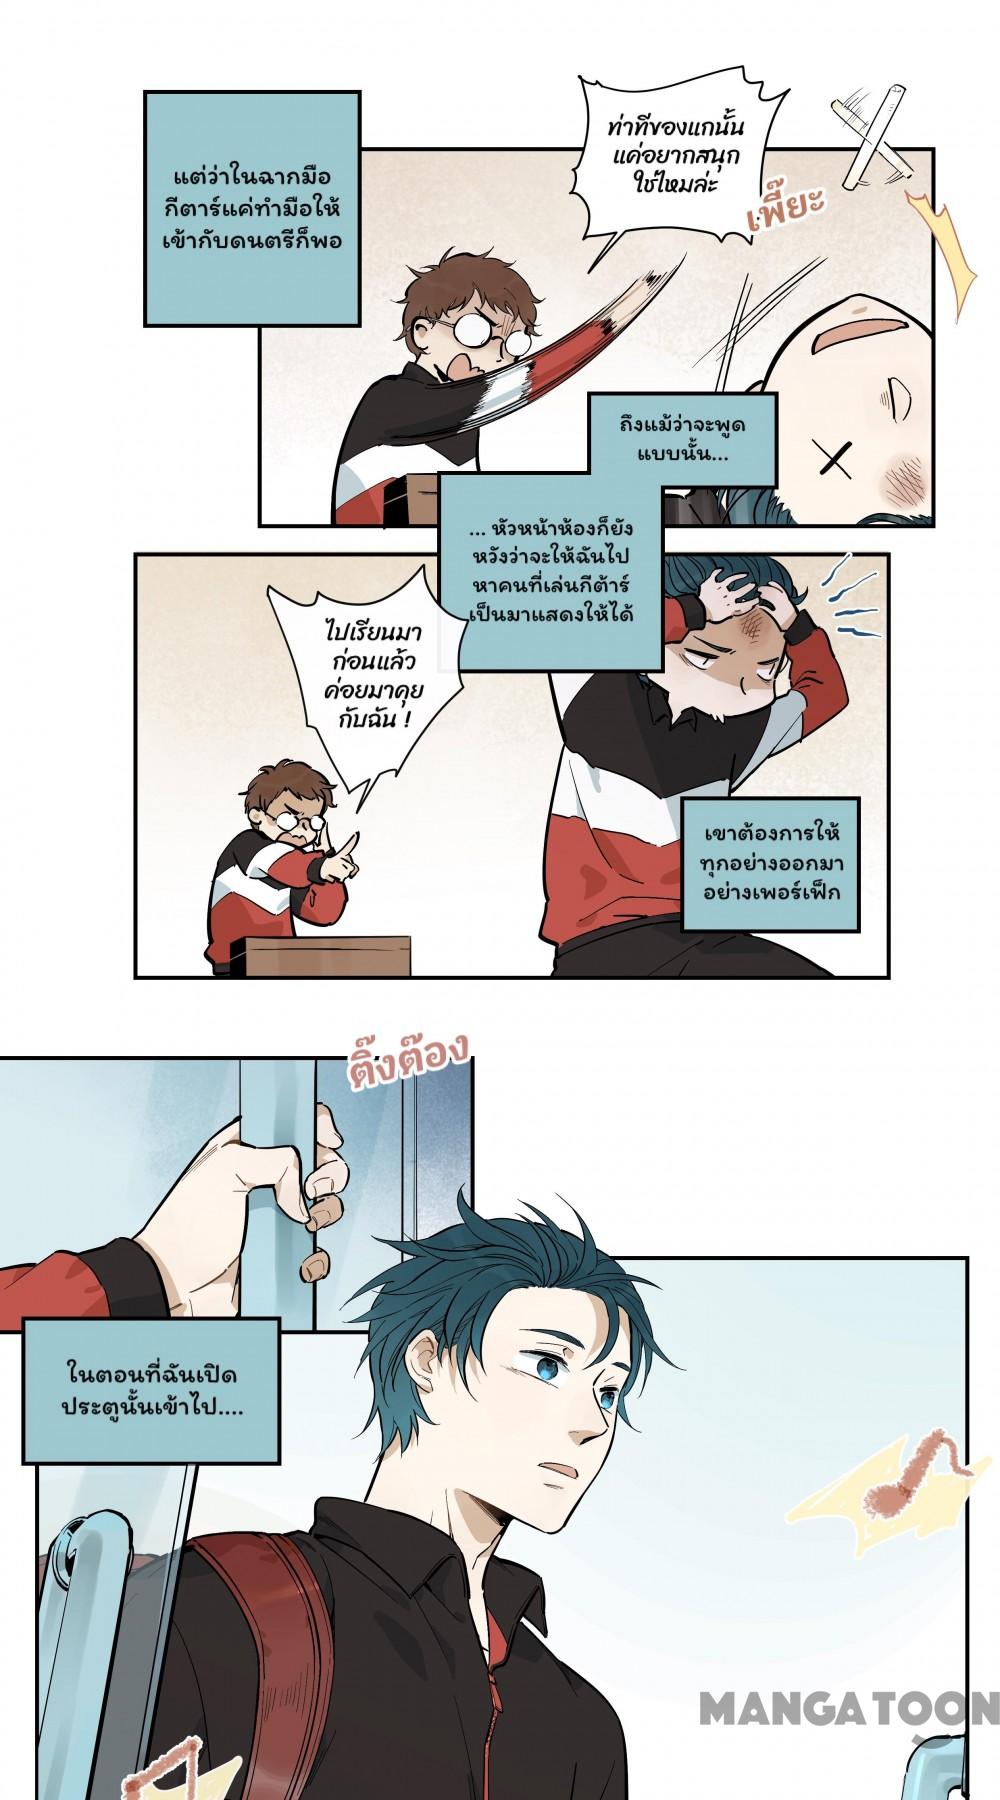 แต่ว่าในฉากมือ
กีตาร์แค่ทำมือให้
เข้ากับดนตรีก็พอ
ท่าทีของแกนั้น
แค่อยากสนุก
ใช่ไหมล่ะ
เพี๊ยะ
ถึงแม้ว่าจะพูด
แบบนั้น...
... หัวหน้าห้องก็ยัง
หวังว่าจะให้ฉันไป
หาคนที่เล่นกีต้าร์
เป็นมาแสดงให้ได้
ไปเรียนมา
ก่อนแล้ว
ค่อยมาคุย
กับฉัน !
เขาต้องการให้
ทุกอย่างออกมา
อย่างเพอร์เฟ็ก
ติ๊งต๊อง
ในตอนที่ฉันเปิด
ประตูนั้นเข้าไป....
MANGATOON